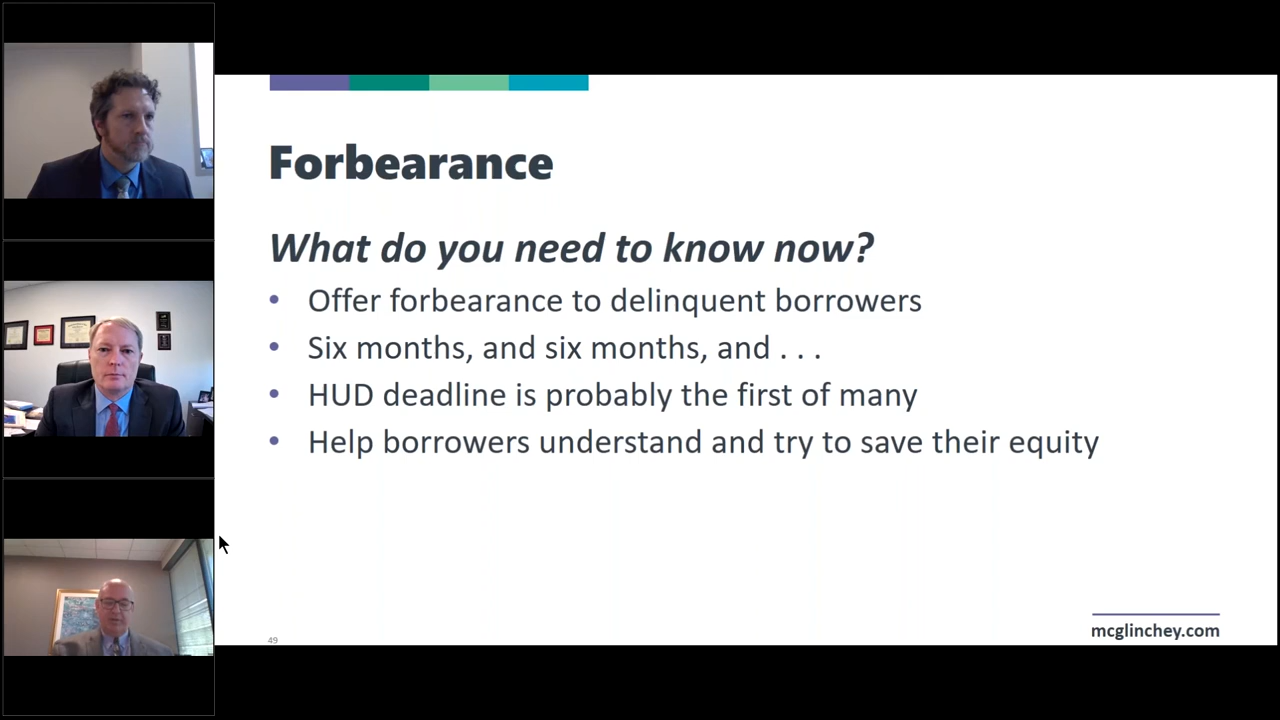 Forbearance
What do you need to know now?
• Offer forbearance to delinquent borrowers
• Six months, and six months, and . . .
• HUD deadline is probably the first of many
• Help borrowers understand and try to save their equity
49
mcglinchey.com